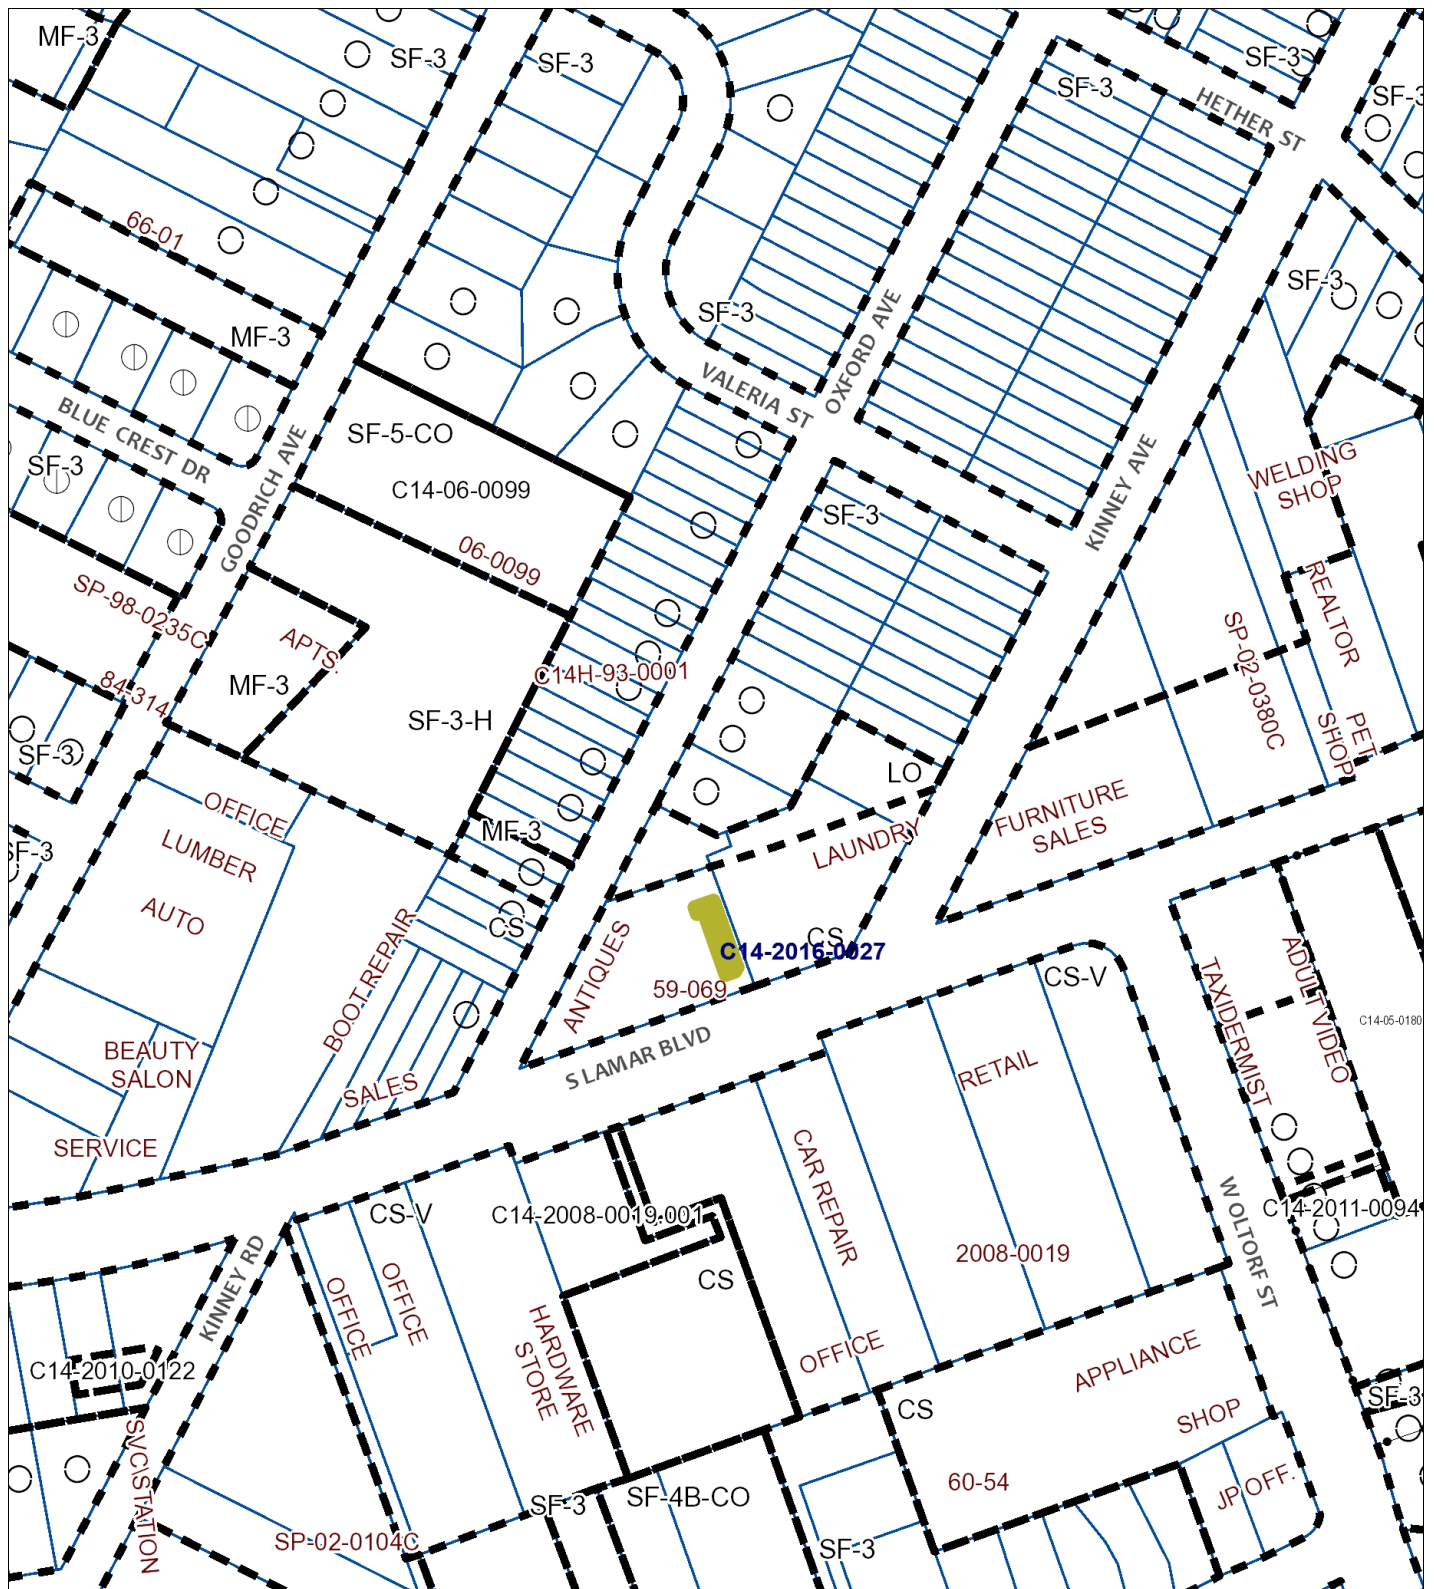 MF-3
SF-3
SF-3
SF-3
SF-3
SF-3
HETHER ST
66-01
MF-3
SF-3
SF-3
OXFORD AVE
VALERIA ST
BLUE CREST DR
GOODRICH AVE
SF-5-CO
C14-06-0099
06-0099
SF-3
SF-3
KINNEY AVE
WELDING
SHOP
REALTOR
SP-98-0235C
APTS.
MF-3
84-314
C14H-93-0001
SF-3-H
SP-02-0380C
PET
SHOP
SF-3
LO
OFFICE
LUMBER
AUTO
MF-3
LAUNDRY
FURNITURE
SALES
SF-3
BOOT REPAIR
CS
ANTIQUES
CS
C14-2016-0027
59-069
CS-V
TAXIDERMIST
ADULT VIDEO
C14-05-0180
BEAUTY
SALON
SALES
S LAMAR BLVD
RETAIL
SERVICE
CAR REPAIR
CS-V
C14-2008-0019.001
C14-2011-0094
W OLTORF ST
KINNEY RD
OFFICE
OFFICE
CS
2008-0019
HARDWARE
STORE
OFFICE
APPLIANCE
SHOP
C14-2010-0122
CS
SF-3
SVC\STATION
60-54
JP OFF.
SF-3
SF-4B-CO
SP-02-0104C
SF-3